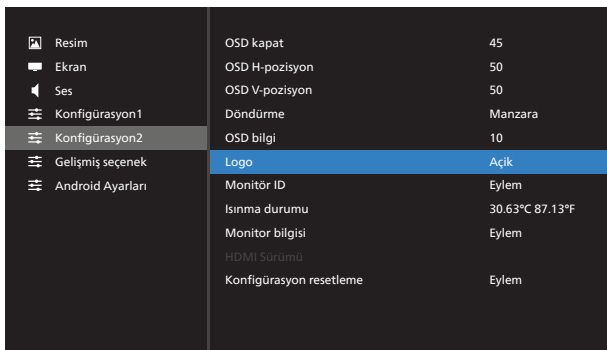 Resim
Ekran
Ses
Konfigürasyon1
Konfigürasyon2
Gelişmiş seçenek
Android Ayarları
OSD kapat 45
OSD H-pozisyon 50
OSD V-pozisyon 50
Döndürme Manzara
OSD bilgi 10
Logo Açik
Monitör ID Eylem
Isınma durumu 30.63°C 87.13°F
Monitor bilgisi Eylem
HDMI Sürümü
Konfigürasyon resetleme Eylem